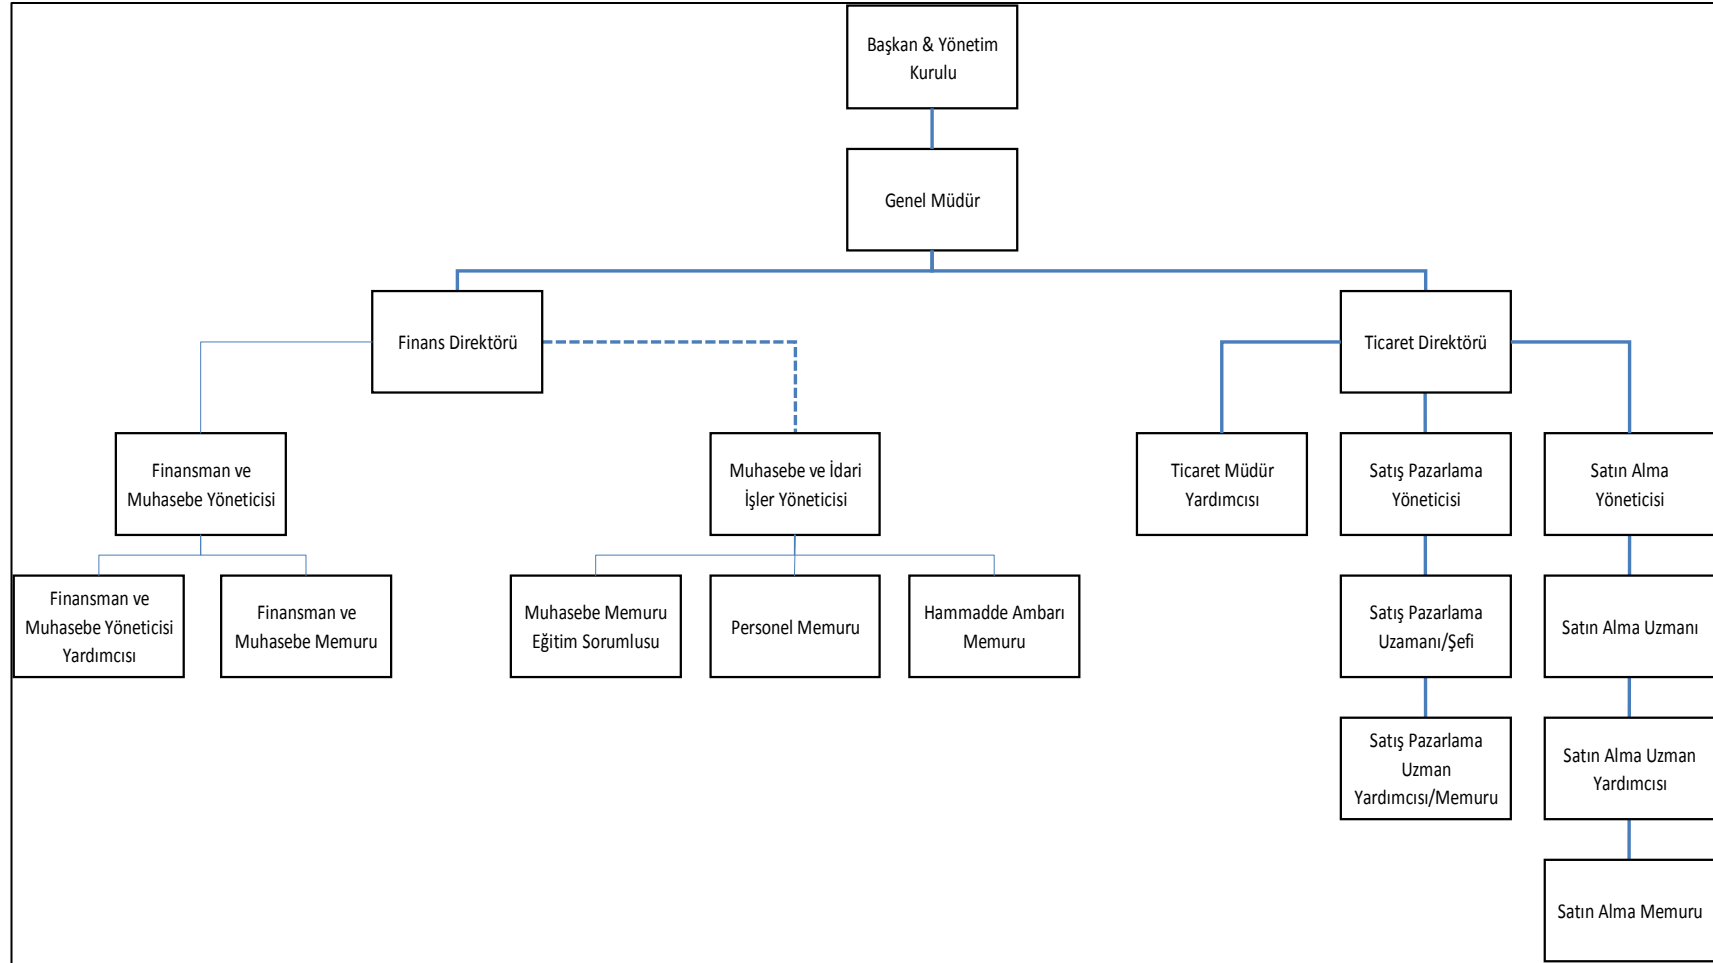 Başkan & Yönetim
Kurulu
Genel Müdür
Finans Direktörü
Ticaret Direktörü
Finansman ve
Muhasebe Yöneticisi
Muhasebe ve İdari
İşler Yöneticisi
Ticaret Müdür
Yardımcısı
Satış Pazarlama
Yöneticisi
Satın Alma
Yöneticisi
Finansman ve
Muhasebe Yöneticisi
Yardımcısı
Finansman ve
Muhasebe Memuru
Muhasebe Memuru
Eğitim Sorumlusu
Personel Memuru
Hammadde Ambarı
Memuru
Satış Pazarlama
Uzamanı/Şefi
Satın Alma Uzmanı
Satış Pazarlama
Uzman
Yardımcısı/Memuru
Satın Alma Uzman
Yardımcısı
Satın Alma Memuru